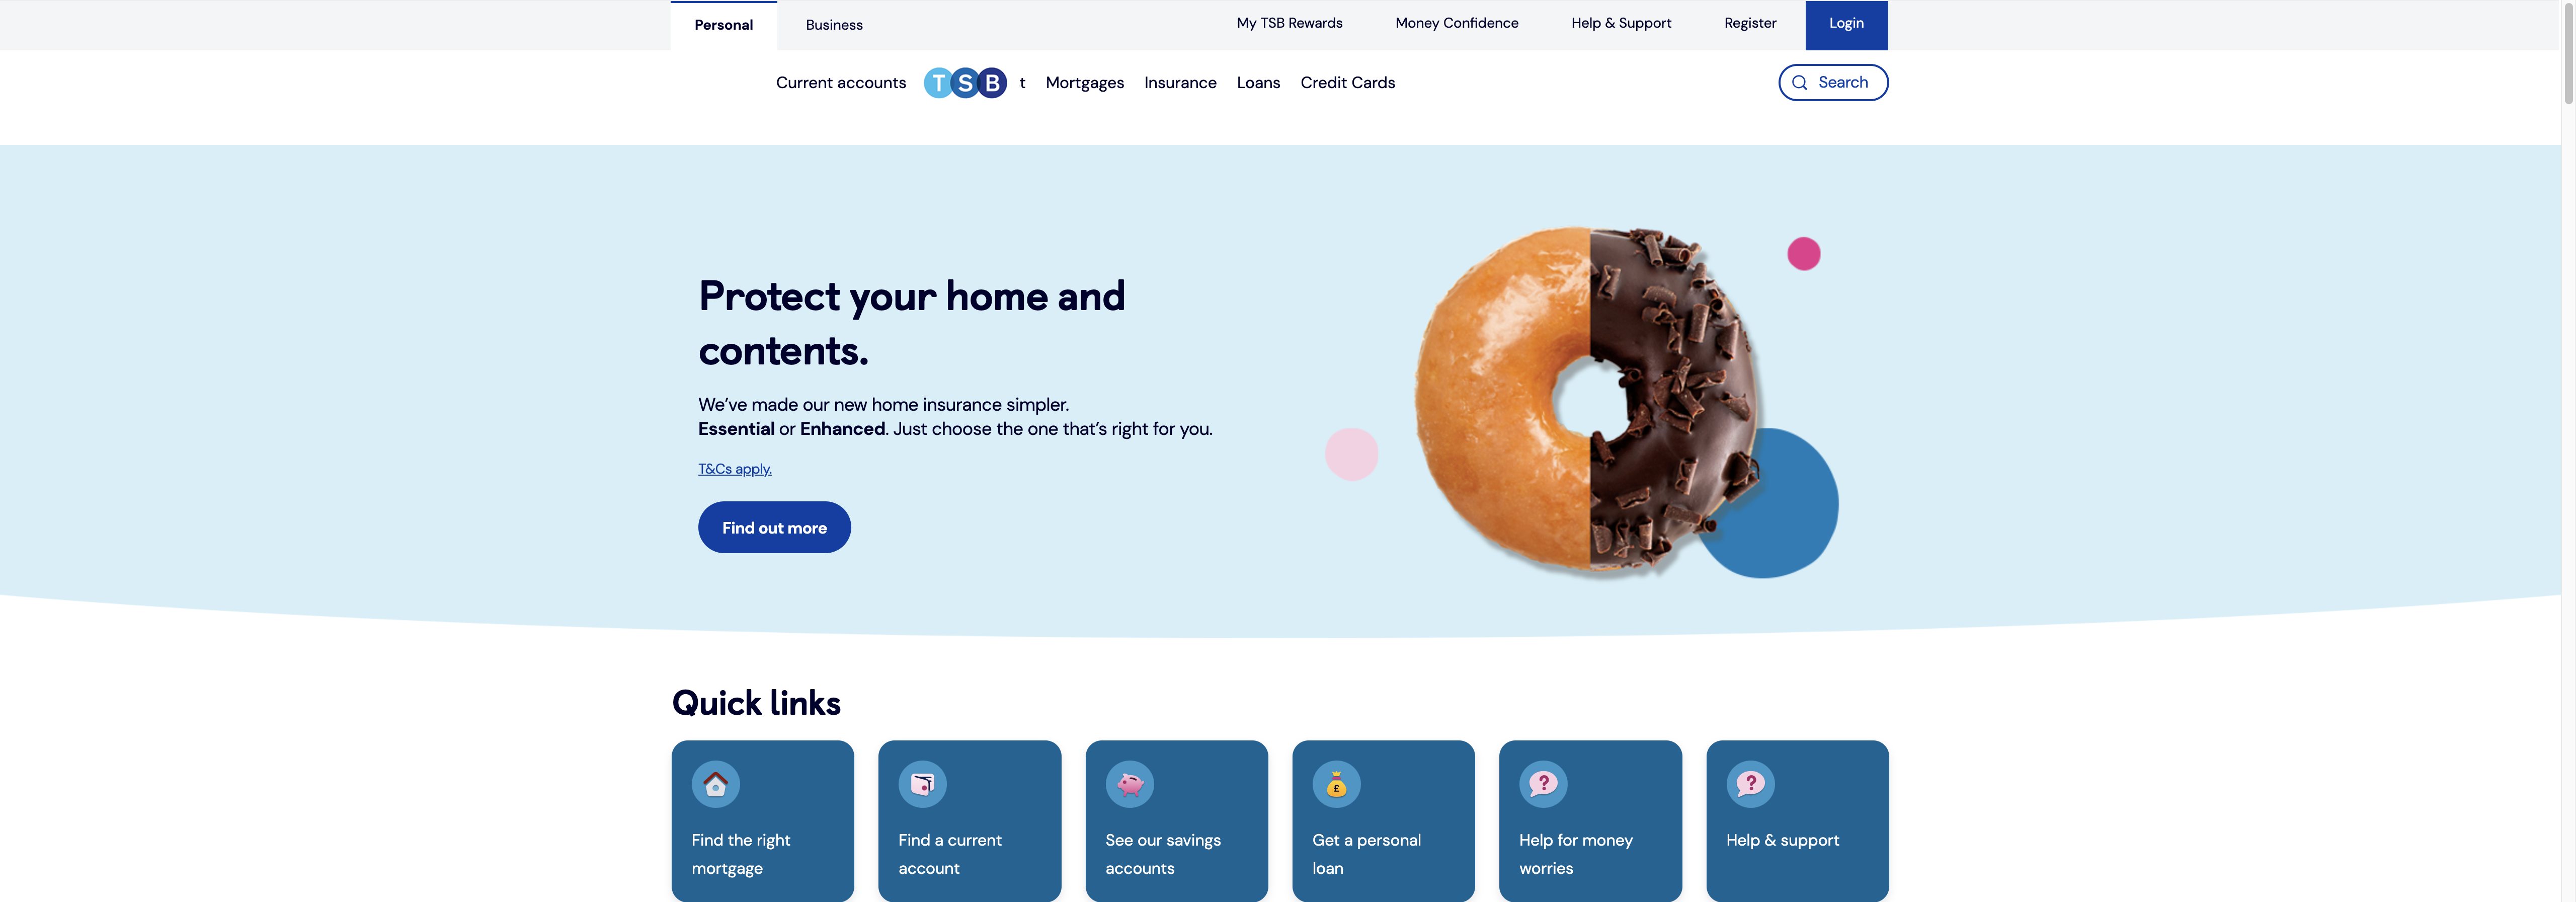 Personal
Business
My TSB Rewards
Money Confidence
Help & Support
Register
Login
Current accounts
TSB
t
Mortgages
Insurance
Loans
Credit Cards
Search
Protect your home and
contents.
We’ve made our new home insurance simpler.
Essential or Enhanced. Just choose the one that’s right for you.
T&Cs apply.
Find out more
Quick links
£
?
?
Find the right
mortgage
Find a current
account
See our savings
accounts
Get a personal
loan
Help for money
worries
Help & support